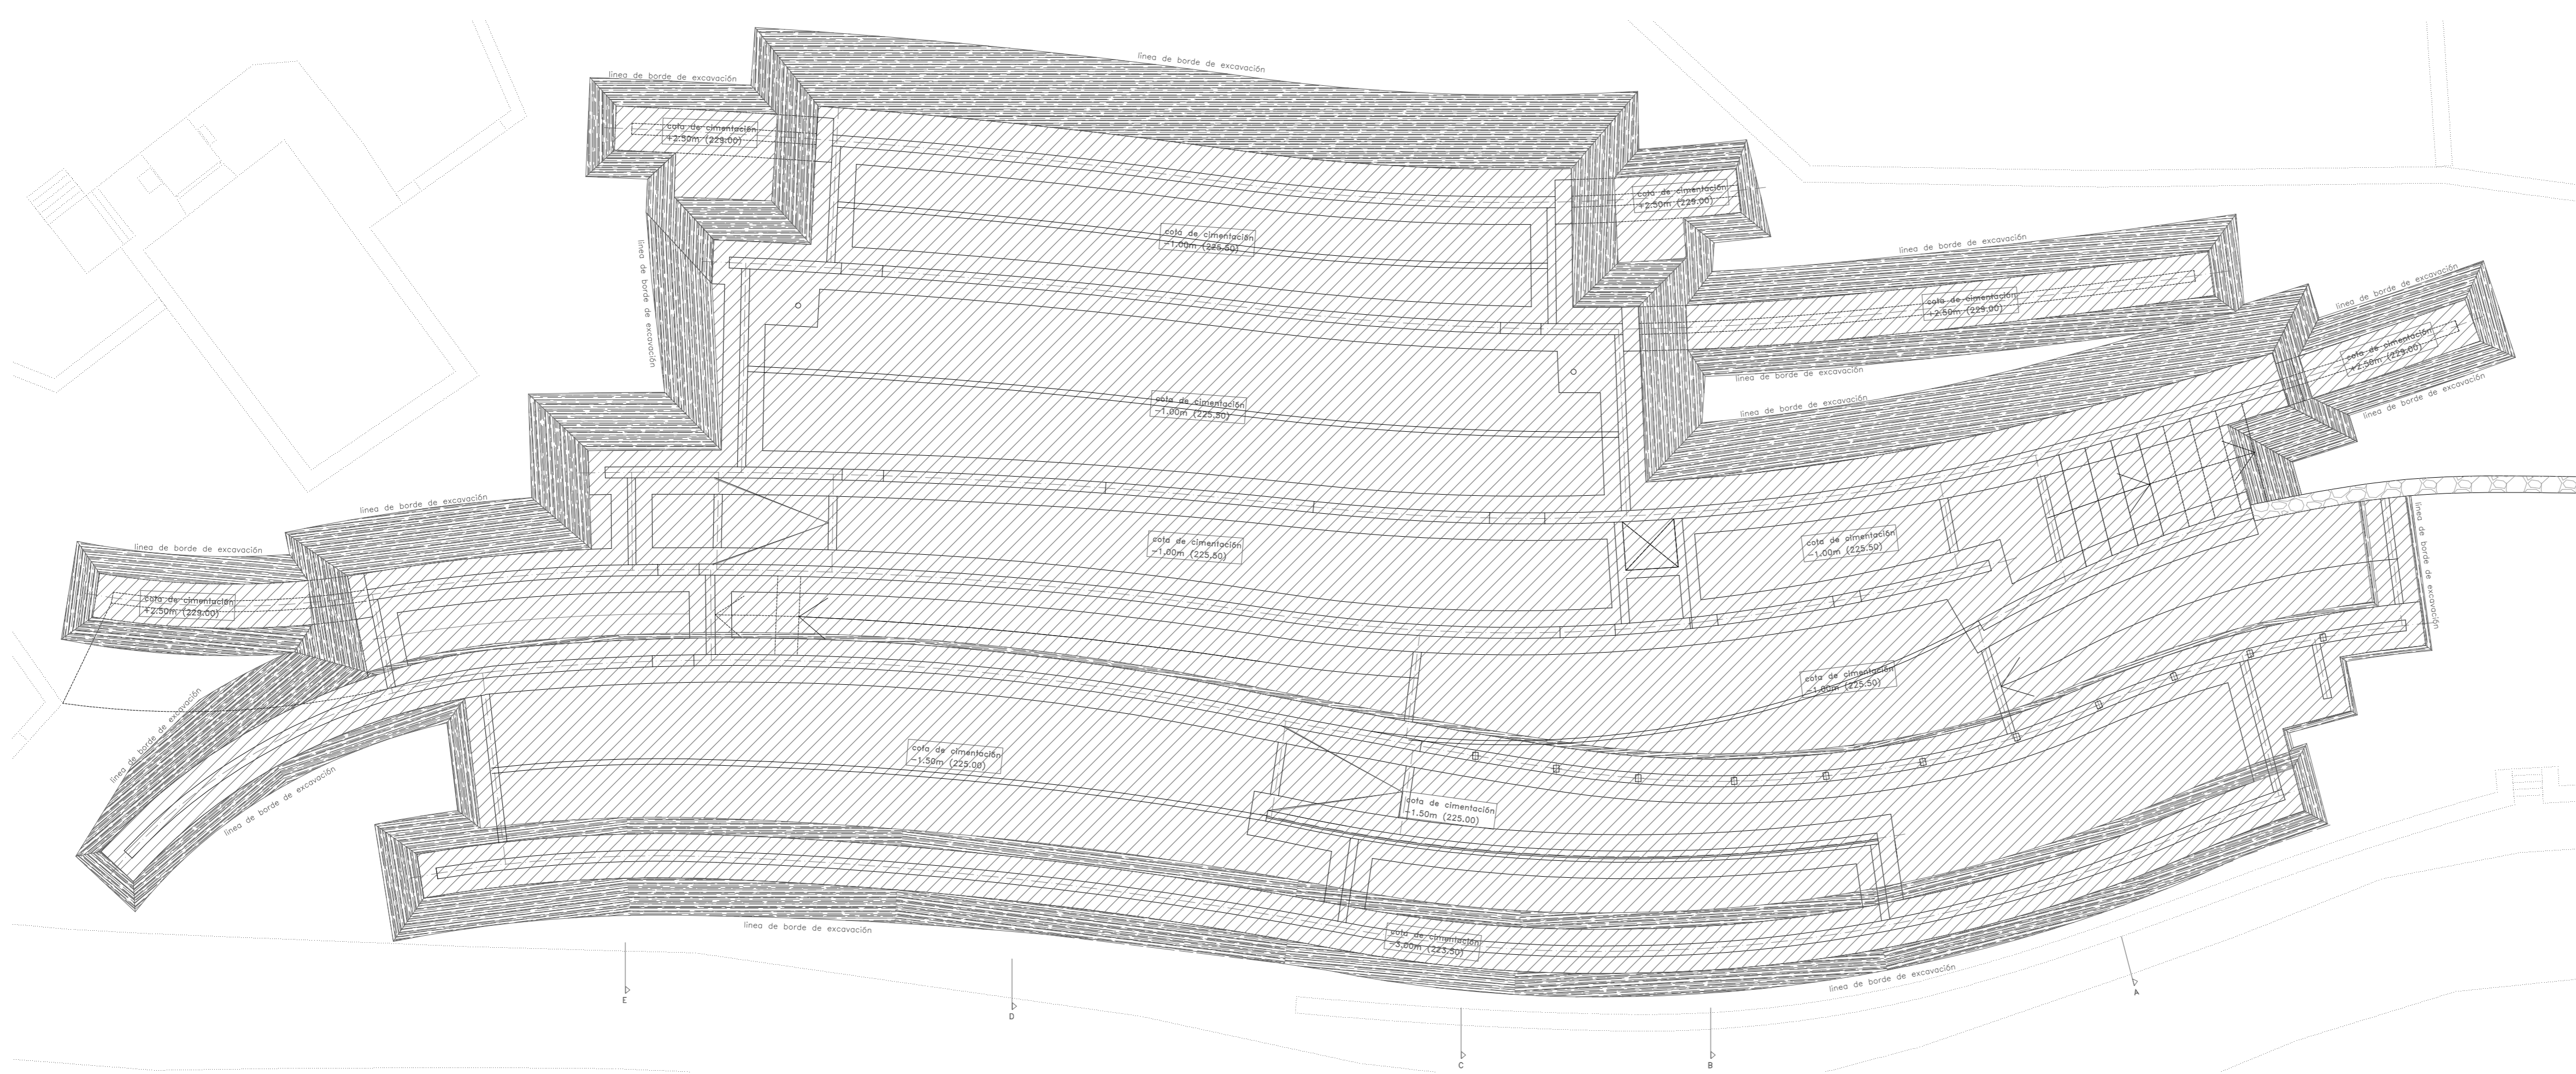 línea de borde de excavación
línea de borde de excavación
cota de cimentación
+2.50m (229.00)
cota de cimentación
+2.50m (229.00)
cota de cimentación
-1.00m (225.50)
línea de borde de excavación
línea de borde de excavación
línea de borde de excavación
cota de cimentación
+2.50m (229.00)
cota de cimentación
+2.50m (229.00)
línea de borde de excavación
línea de borde de excavación
línea de borde de excavación
cota de cimentación
-1.00m (225.50)
línea de borde de excavación
línea de borde de excavación
cota de cimentación
-1.00m (225.50)
cota de cimentación
-1.00m (225.50)
línea de borde de excavación
cota de cimentación
+2.50m (229.00)
cota de cimentación
-1.00m (225.50)
línea de borde de excavación
línea de borde de excavación
cota de cimentación
-1.50m (225.00)
cota de cimentación
-1.50m (225.00)
línea de borde de excavación
cota de cimentación
-3.00m (223.50)
línea de borde de excavación
E
D
C
B
A